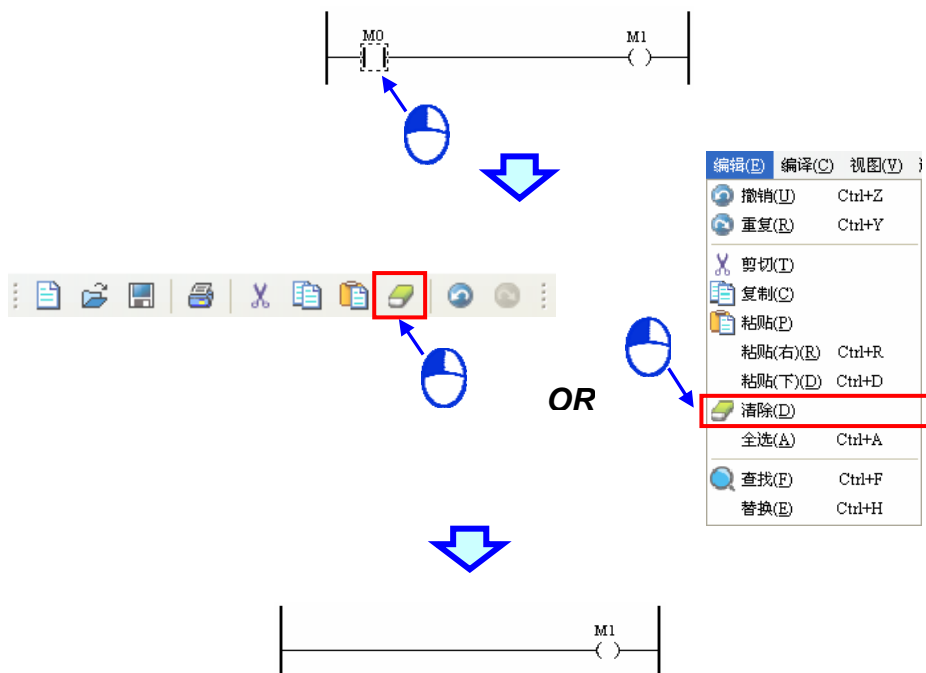 M0 M1
编辑(E) 编译(C) 视图(V)
撤销(U) Ctrl+Z
重复(R) Ctrl+Y
剪切(T)
复制(C)
粘贴(P)
粘贴(右)(R) Ctrl+R
粘贴(下)(D) Ctrl+D
OR
清除(D)
全选(A) Ctrl+A
查找(F) Ctrl+F
替换(E) Ctrl+H
M1